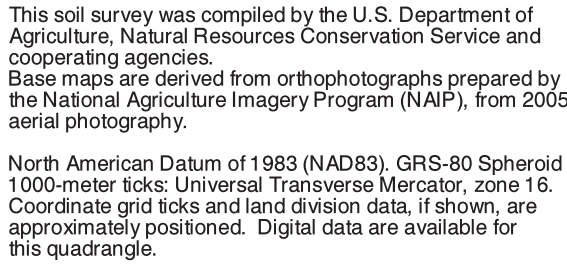 This soil survey was compiled by the U.S. Department of
Agriculture, Natural Resources Conservation Service and
cooperating agencies.
Base maps are derived from orthophotographs prepared by
the National Agriculture Imagery Program (NAIP), from 2005
aerial photography.

North American Datum of 1983 (NAD83). GRS-80 Spheroid
1000-meter ticks: Universal Transverse Mercator, zone 16.
Coordinate grid ticks and land division data, if shown, are
approximately positioned.  Digital data are available for
this quadrangle.